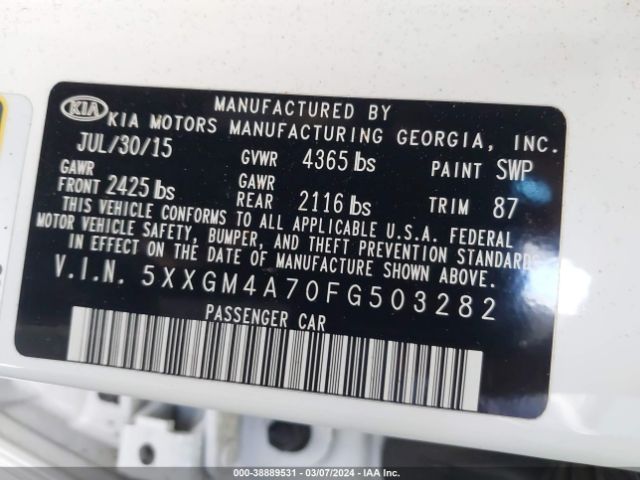 KIA
MANUFACTURED BY
KIA MOTORS MANUFACTURING GEORGIA, INC.
JUL/30/15 GVWR 4365 lbs PAINT SWP
GAWR FRONT 2425 lbs GAWR REAR 2116 lbs TRIM 87
THIS VEHICLE CONFORMS TO ALL APPLICABLE U.S.A. FEDERAL
MOTOR VEHICLE SAFETY, BUMPER, AND THEFT PREVENTION STANDARDS
IN EFFECT ON THE DATE OF MANUFACTURE SHOWN ABOVE.
V.I.N. 5XXGM4A70FG503282
PASSENGER CAR
000-38889531 - 03/07/2024 - IAA Inc.